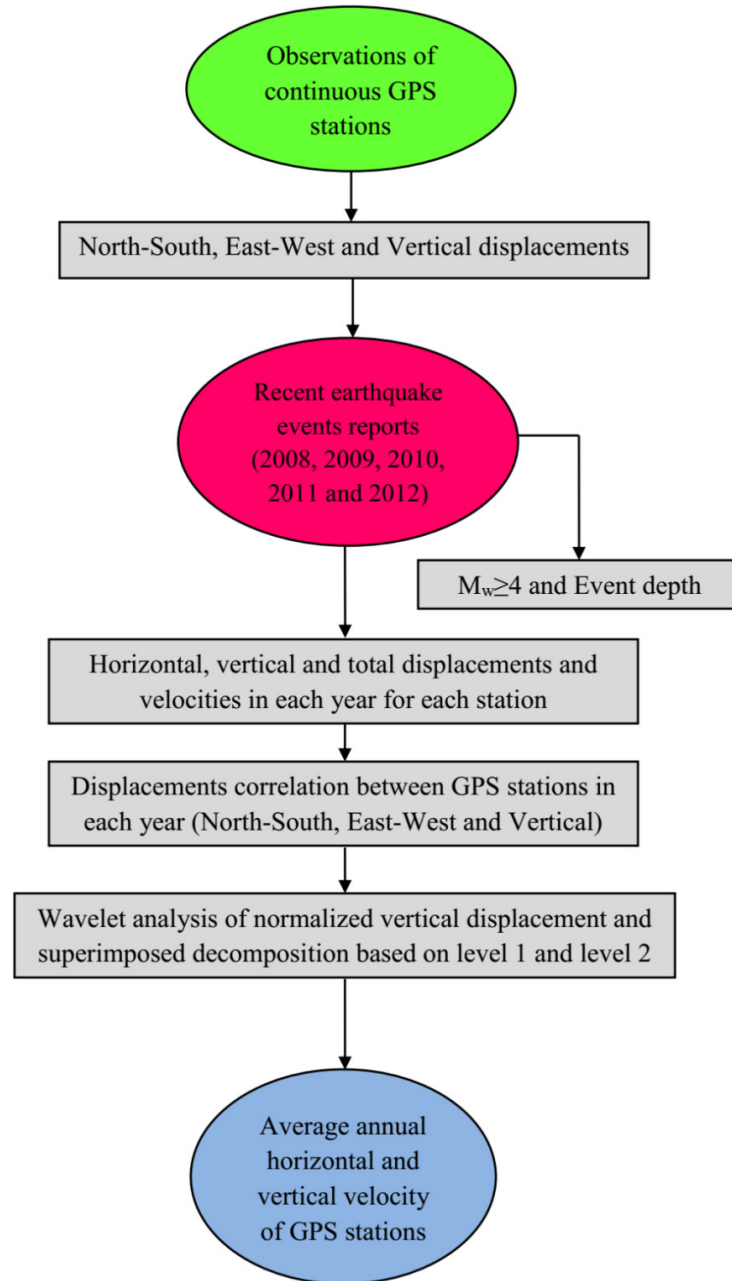 Observations of
continuous GPS
stations
North-South, East-West and Vertical displacements
Recent earthquake
events reports
(2008, 2009, 2010,
2011 and 2012)
Mw≥4 and Event depth
Horizontal, vertical and total displacements and
velocities in each year for each station
Displacements correlation between GPS stations in
each year (North-South, East-West and Vertical)
Wavelet analysis of normalized vertical displacement and
superimposed decomposition based on level 1 and level 2
Average annual
horizontal and
vertical velocity
of GPS stations